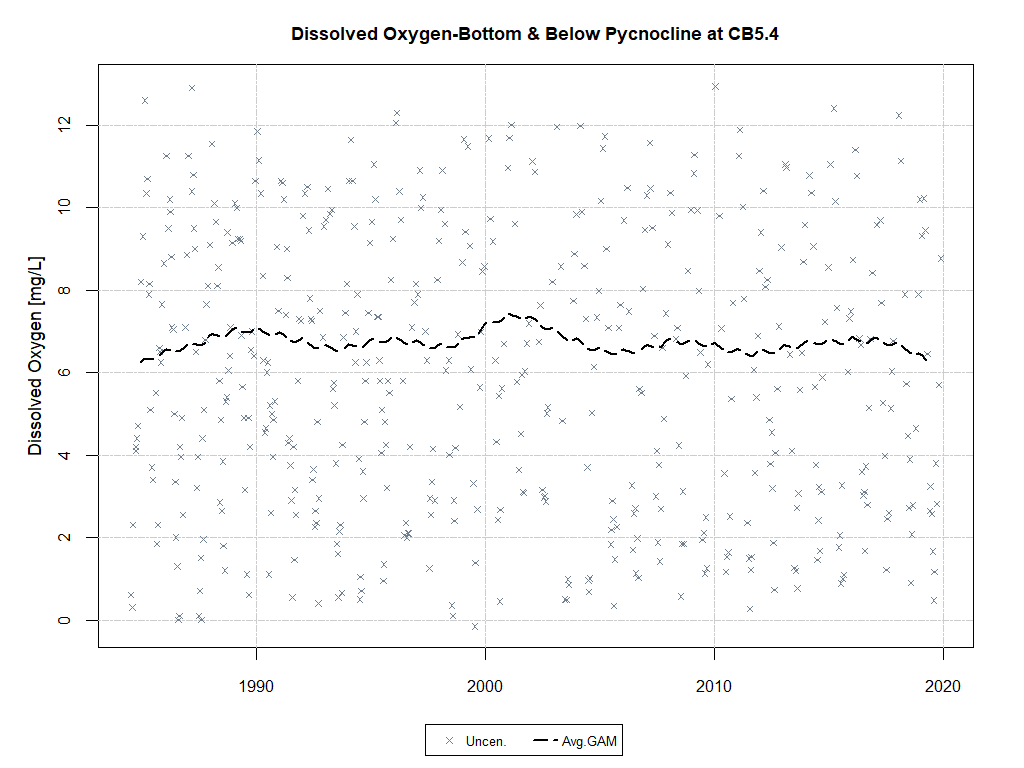 Dissolved Oxygen-Bottom & Below Pycnocline at CB5.4
Dissolved Oxygen [mg/L]
12
10
8
6
4
2
0
1990 2000 2010 2020
Uncen. Avg.GAM